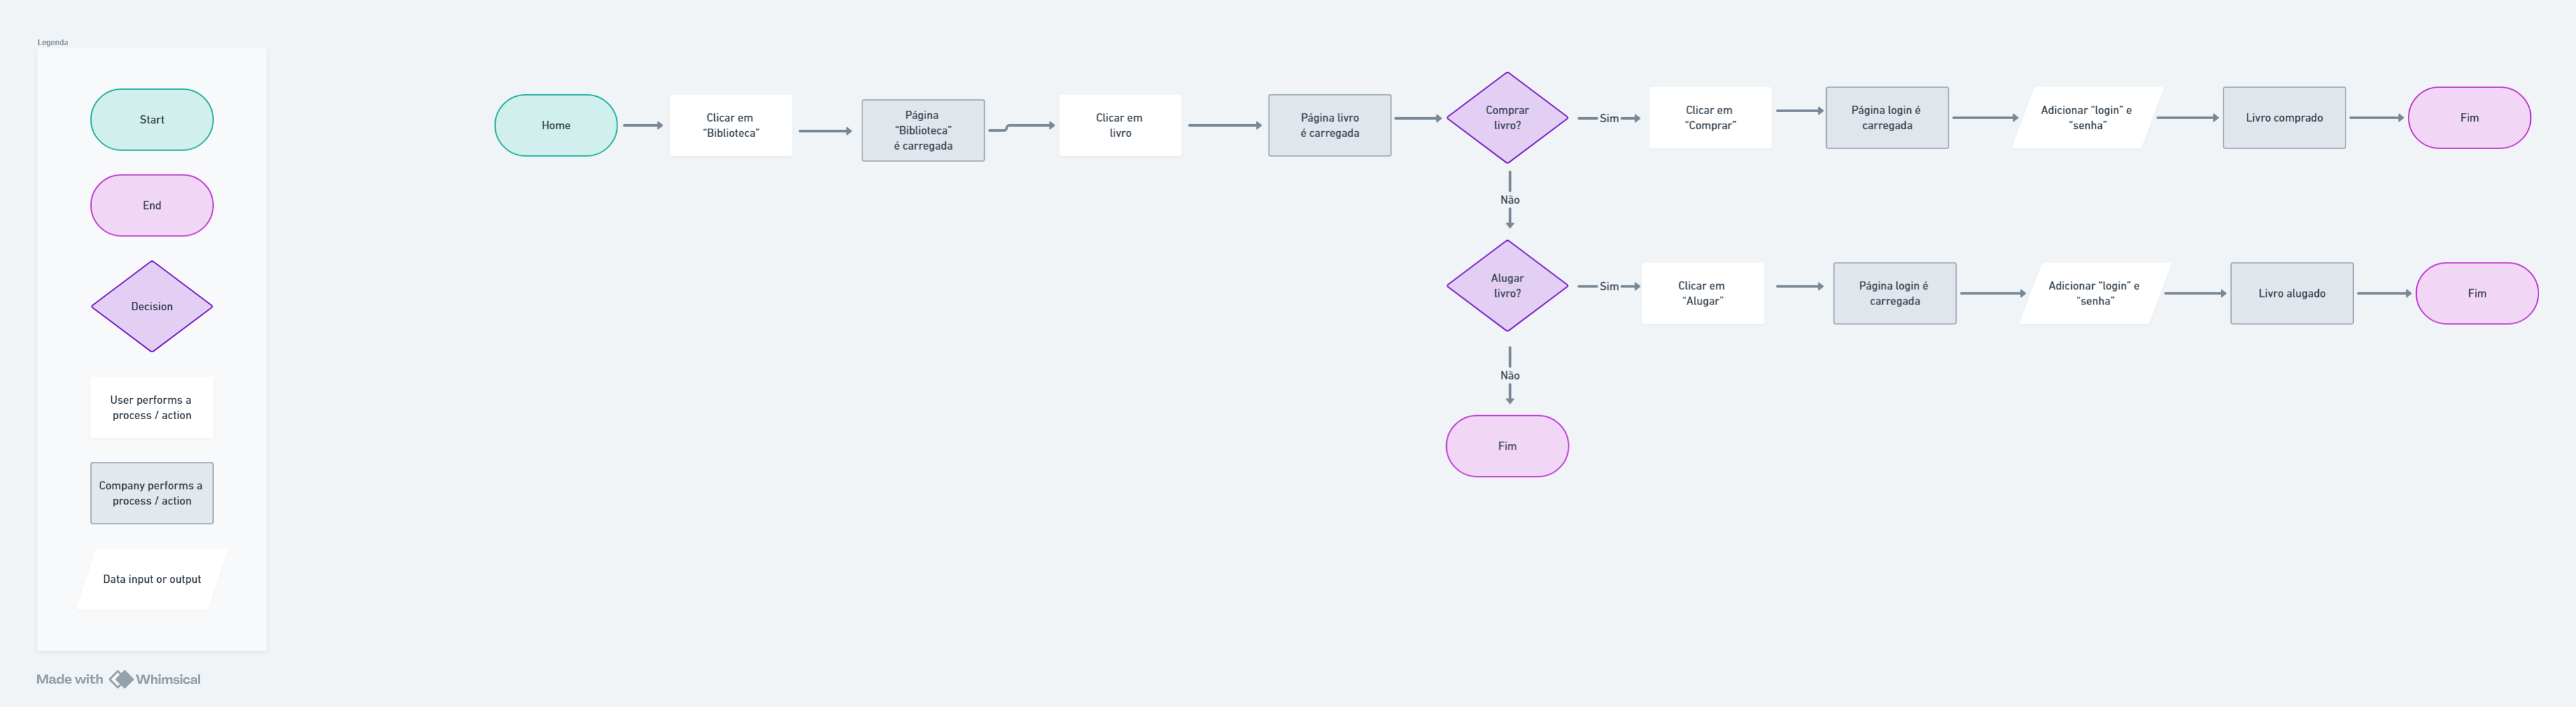 Legenda
Start
End
Decision
User performs a
process / action
Company performs a
process / action
Data input or output
Home
Clicar em
“Biblioteca”
Página
“Biblioteca”
é carregada
Clicar em
livro
Página livro
é carregada
Comprar
livro?
Sim
Clicar em
“Comprar”
Página login é
carregada
Adicionar “login” e
“senha”
Livro comprado
Fim
Não
Alugar
livro?
Sim
Clicar em
“Alugar”
Página login é
carregada
Adicionar “login” e
“senha”
Livro alugado
Fim
Não
Fim
Made with Whimsical